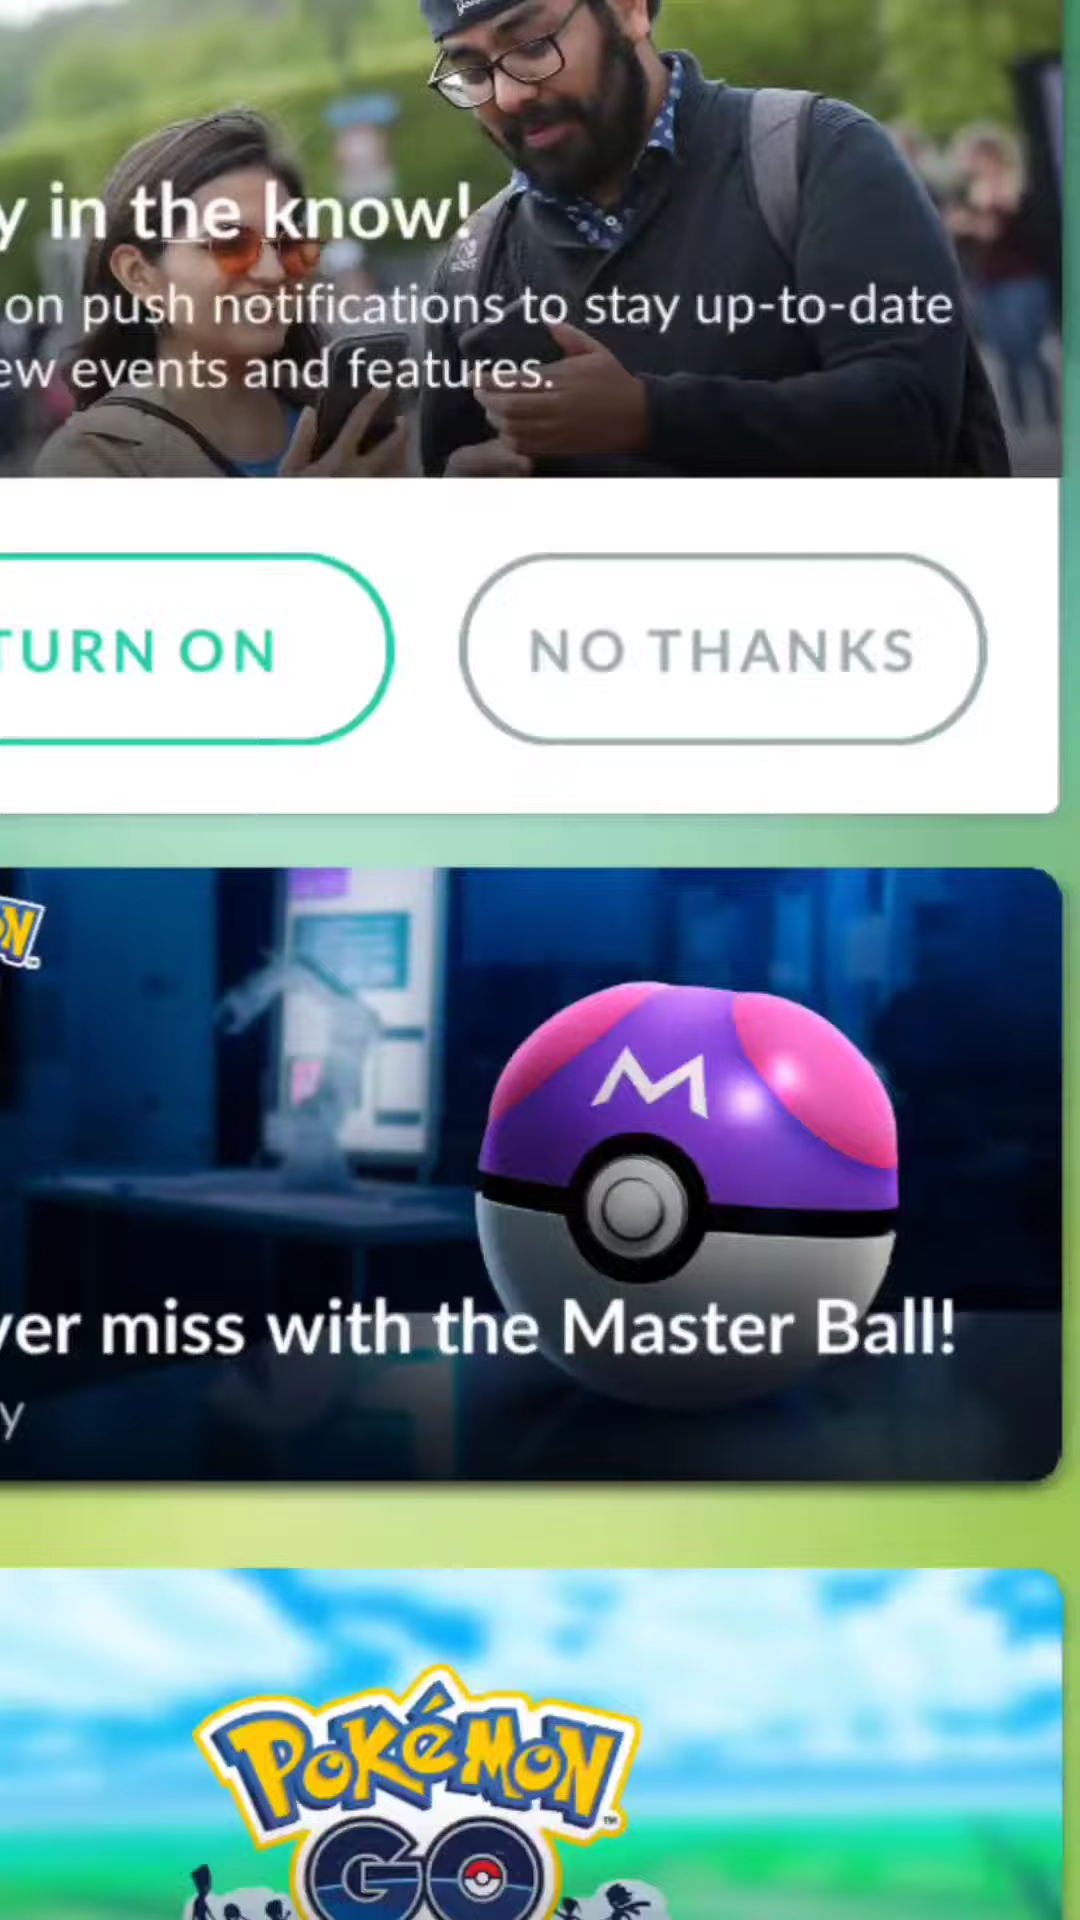 y in the know!
on push notifications to stay up-to-date
ew events and features.
TURN ON
NO THANKS
ON
M
ver miss with the Master Ball!
y
POKÉMON
GO